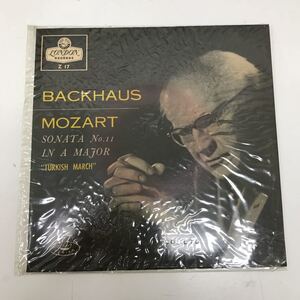 LONDON
RECORDS
Z 17
BACKHAUS
MOZART
SONATA No.11
IN A MAJOR
"TURKISH MARCH"